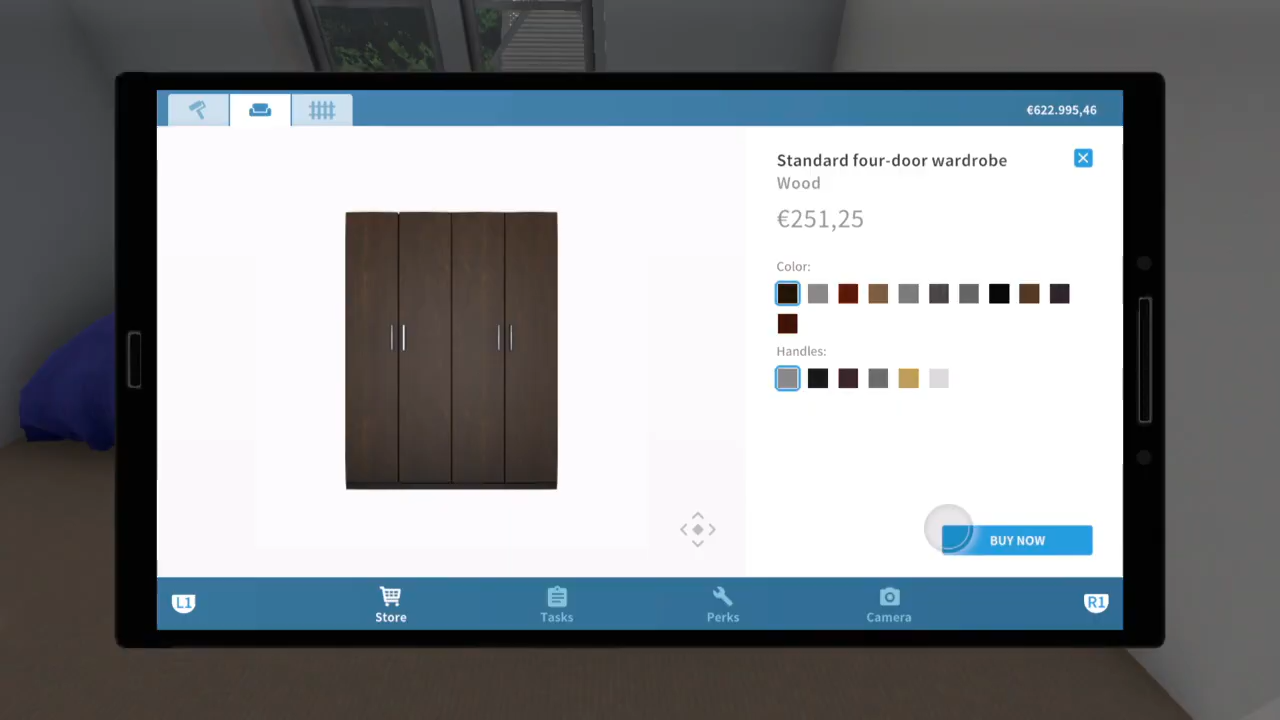 €622.995,46
Standard four-door wardrobe
Wood
€251,25
Color:
Handles:
BUY NOW
L1
Store
Tasks
Perks
Camera
R1